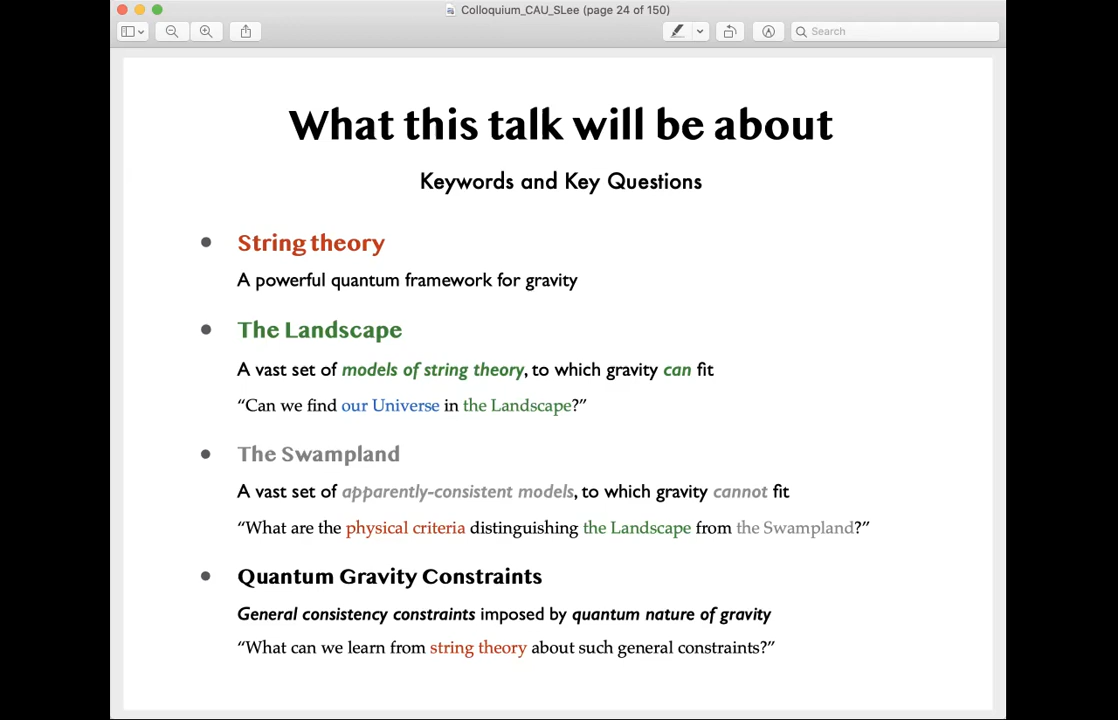 Colloquium_CAU_SLee (page 24 of 150)
Search
What this talk will be about
Keywords and Key Questions
• String theory
A powerful quantum framework for gravity
• The Landscape
A vast set of models of string theory, to which gravity can fit
“Can we find our Universe in the Landscape?”
• The Swampland
A vast set of apparently-consistent models, to which gravity cannot fit
“What are the physical criteria distinguishing the Landscape from the Swampland?”
• Quantum Gravity Constraints
General consistency constraints imposed by quantum nature of gravity
“What can we learn from string theory about such general constraints?”